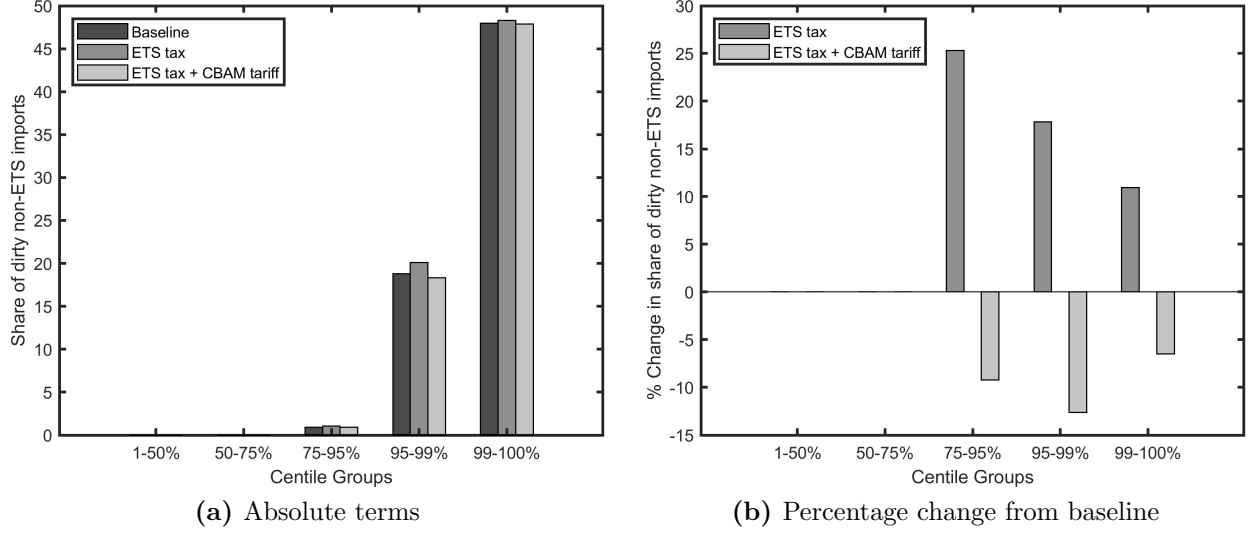 50
45
40
35
30
25
20
15
10
5
0
Share of dirty non-ETS imports
Baseline
ETS tax
ETS tax + CBAM tariff
1-50%
50-75%
75-95%
95-99%
99-100%
Centile Groups
(a) Absolute terms
30
25
20
15
10
5
0
-5
-10
-15
% Change in share of dirty non-ETS imports
ETS tax
ETS tax + CBAM tariff
1-50%
50-75%
75-95%
95-99%
99-100%
Centile Groups
(b) Percentage change from baseline